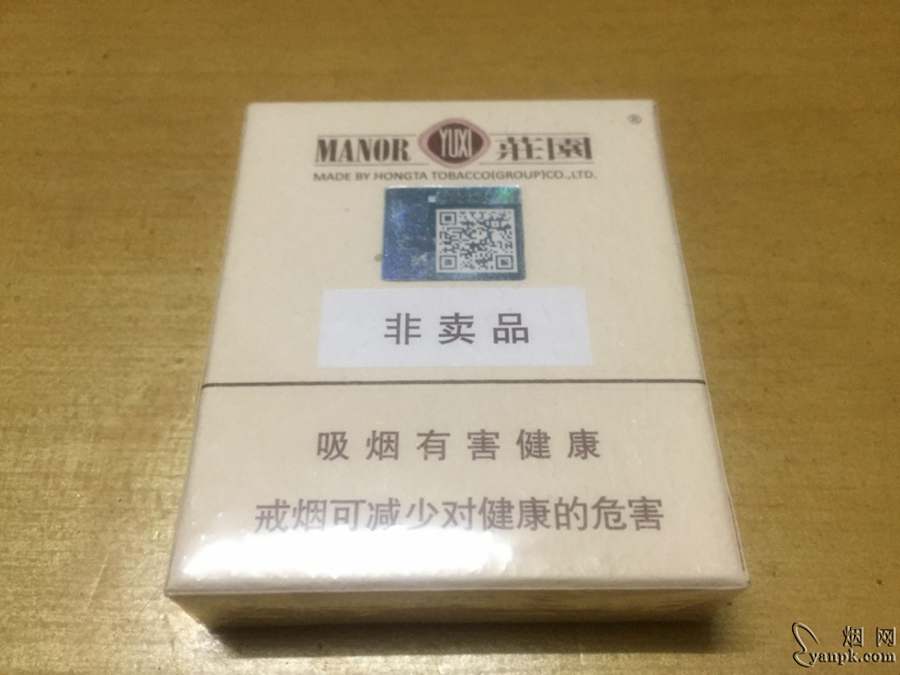 MANOR YUXI 莊園 ®
MADE BY HONGTA TOBACCO(GROUP)CO.,LTD.
非卖品
吸烟有害健康
戒烟可减少对健康的危害
烟网
yanpk.com